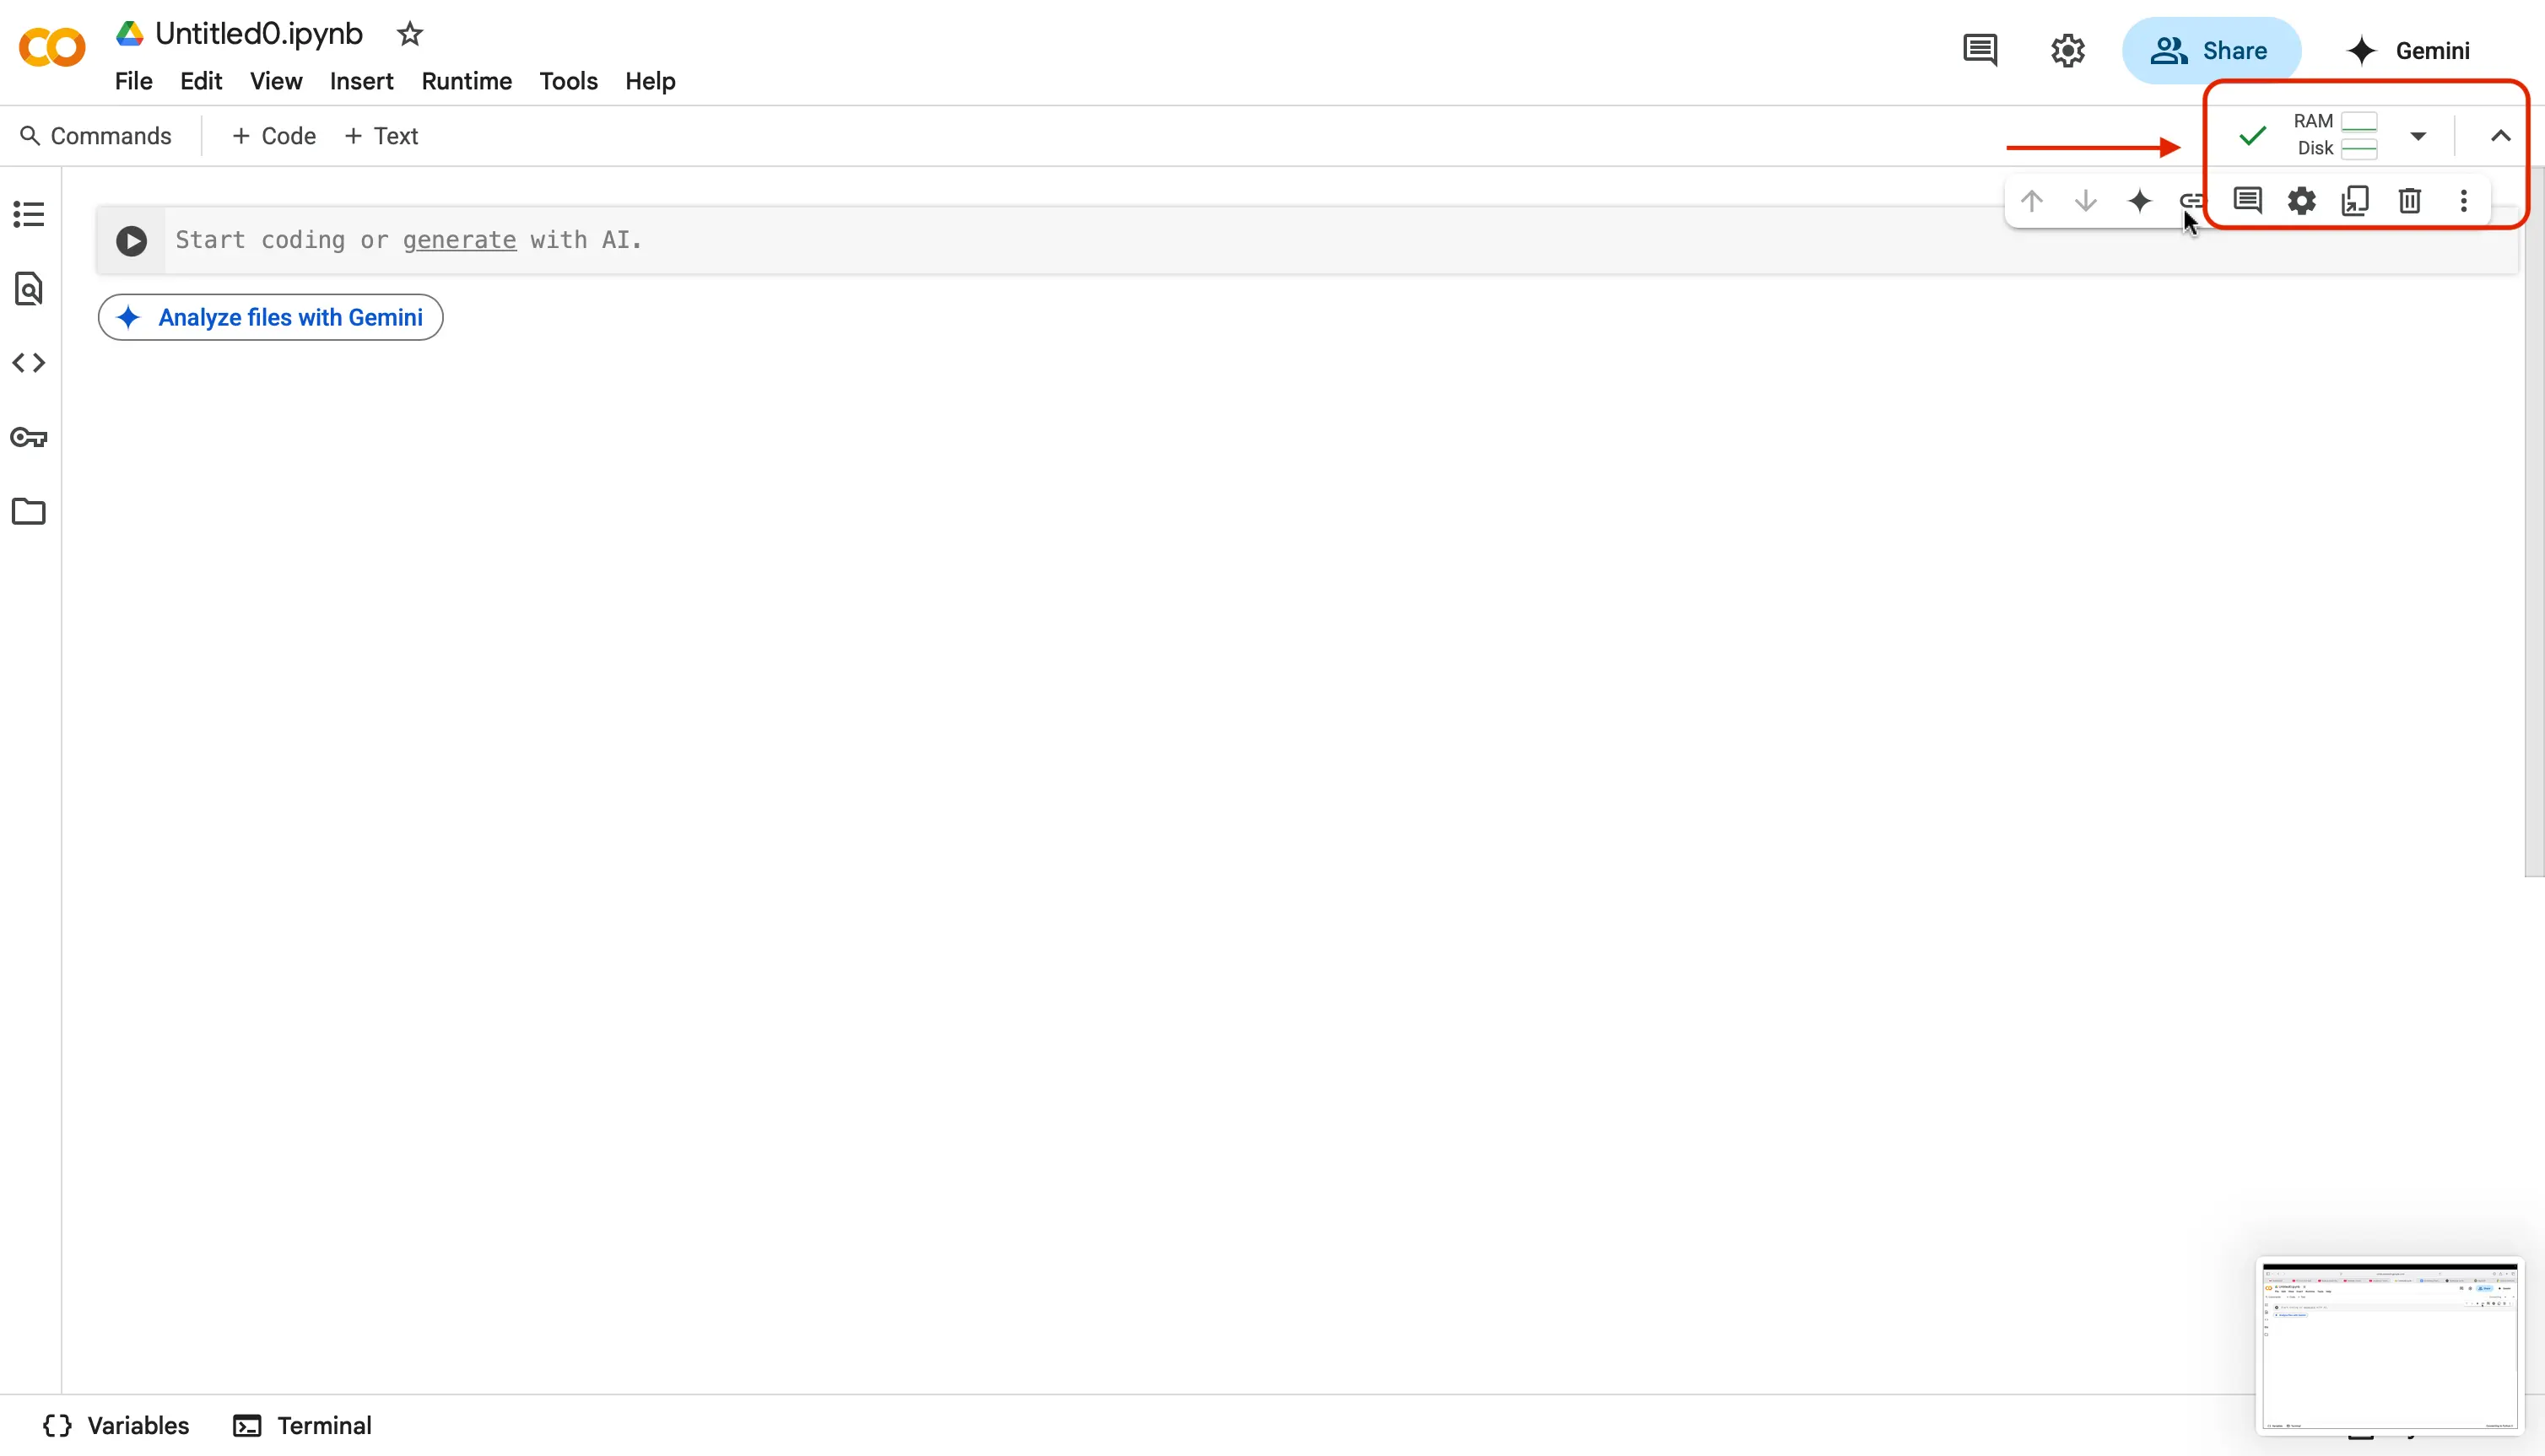 Untitled0.ipynb
File Edit View Insert Runtime Tools Help
Share
Gemini
Commands
+ Code + Text
RAM
Disk
Start coding or generate with AI.
Analyze files with Gemini
Variables
Terminal